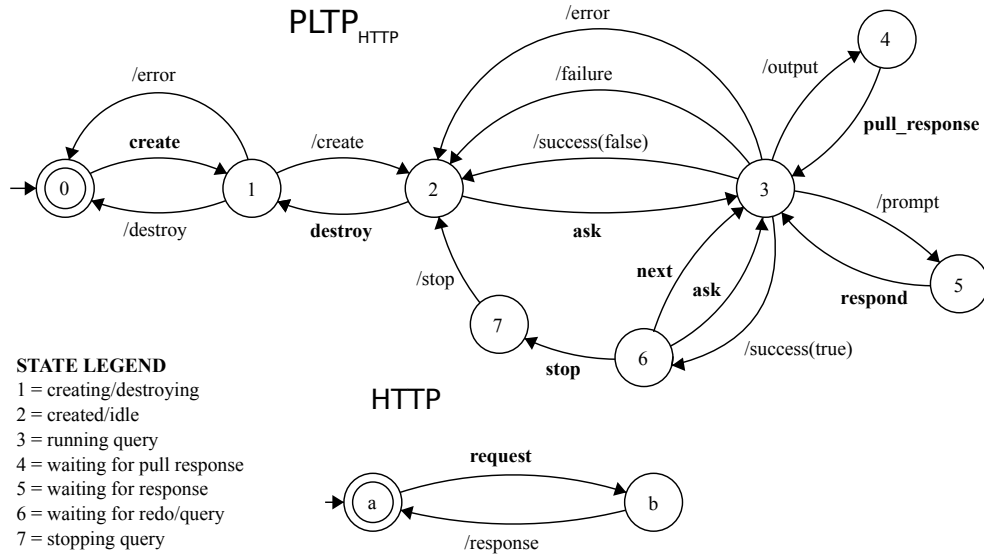 PLTP HTTP
/error
/error
4
/output
/failure
create
/create
/success(false)
pull_response
0
1
2
3
/destroy
destroy
ask
/prompt
next
ask
/stop
respond
5
7
6
/success(true)
stop
STATE LEGEND
1 = creating/destroying
2 = created/idle
3 = running query
4 = waiting for pull response
5 = waiting for response
6 = waiting for redo/query
7 = stopping query
HTTP
request
a
b
/response